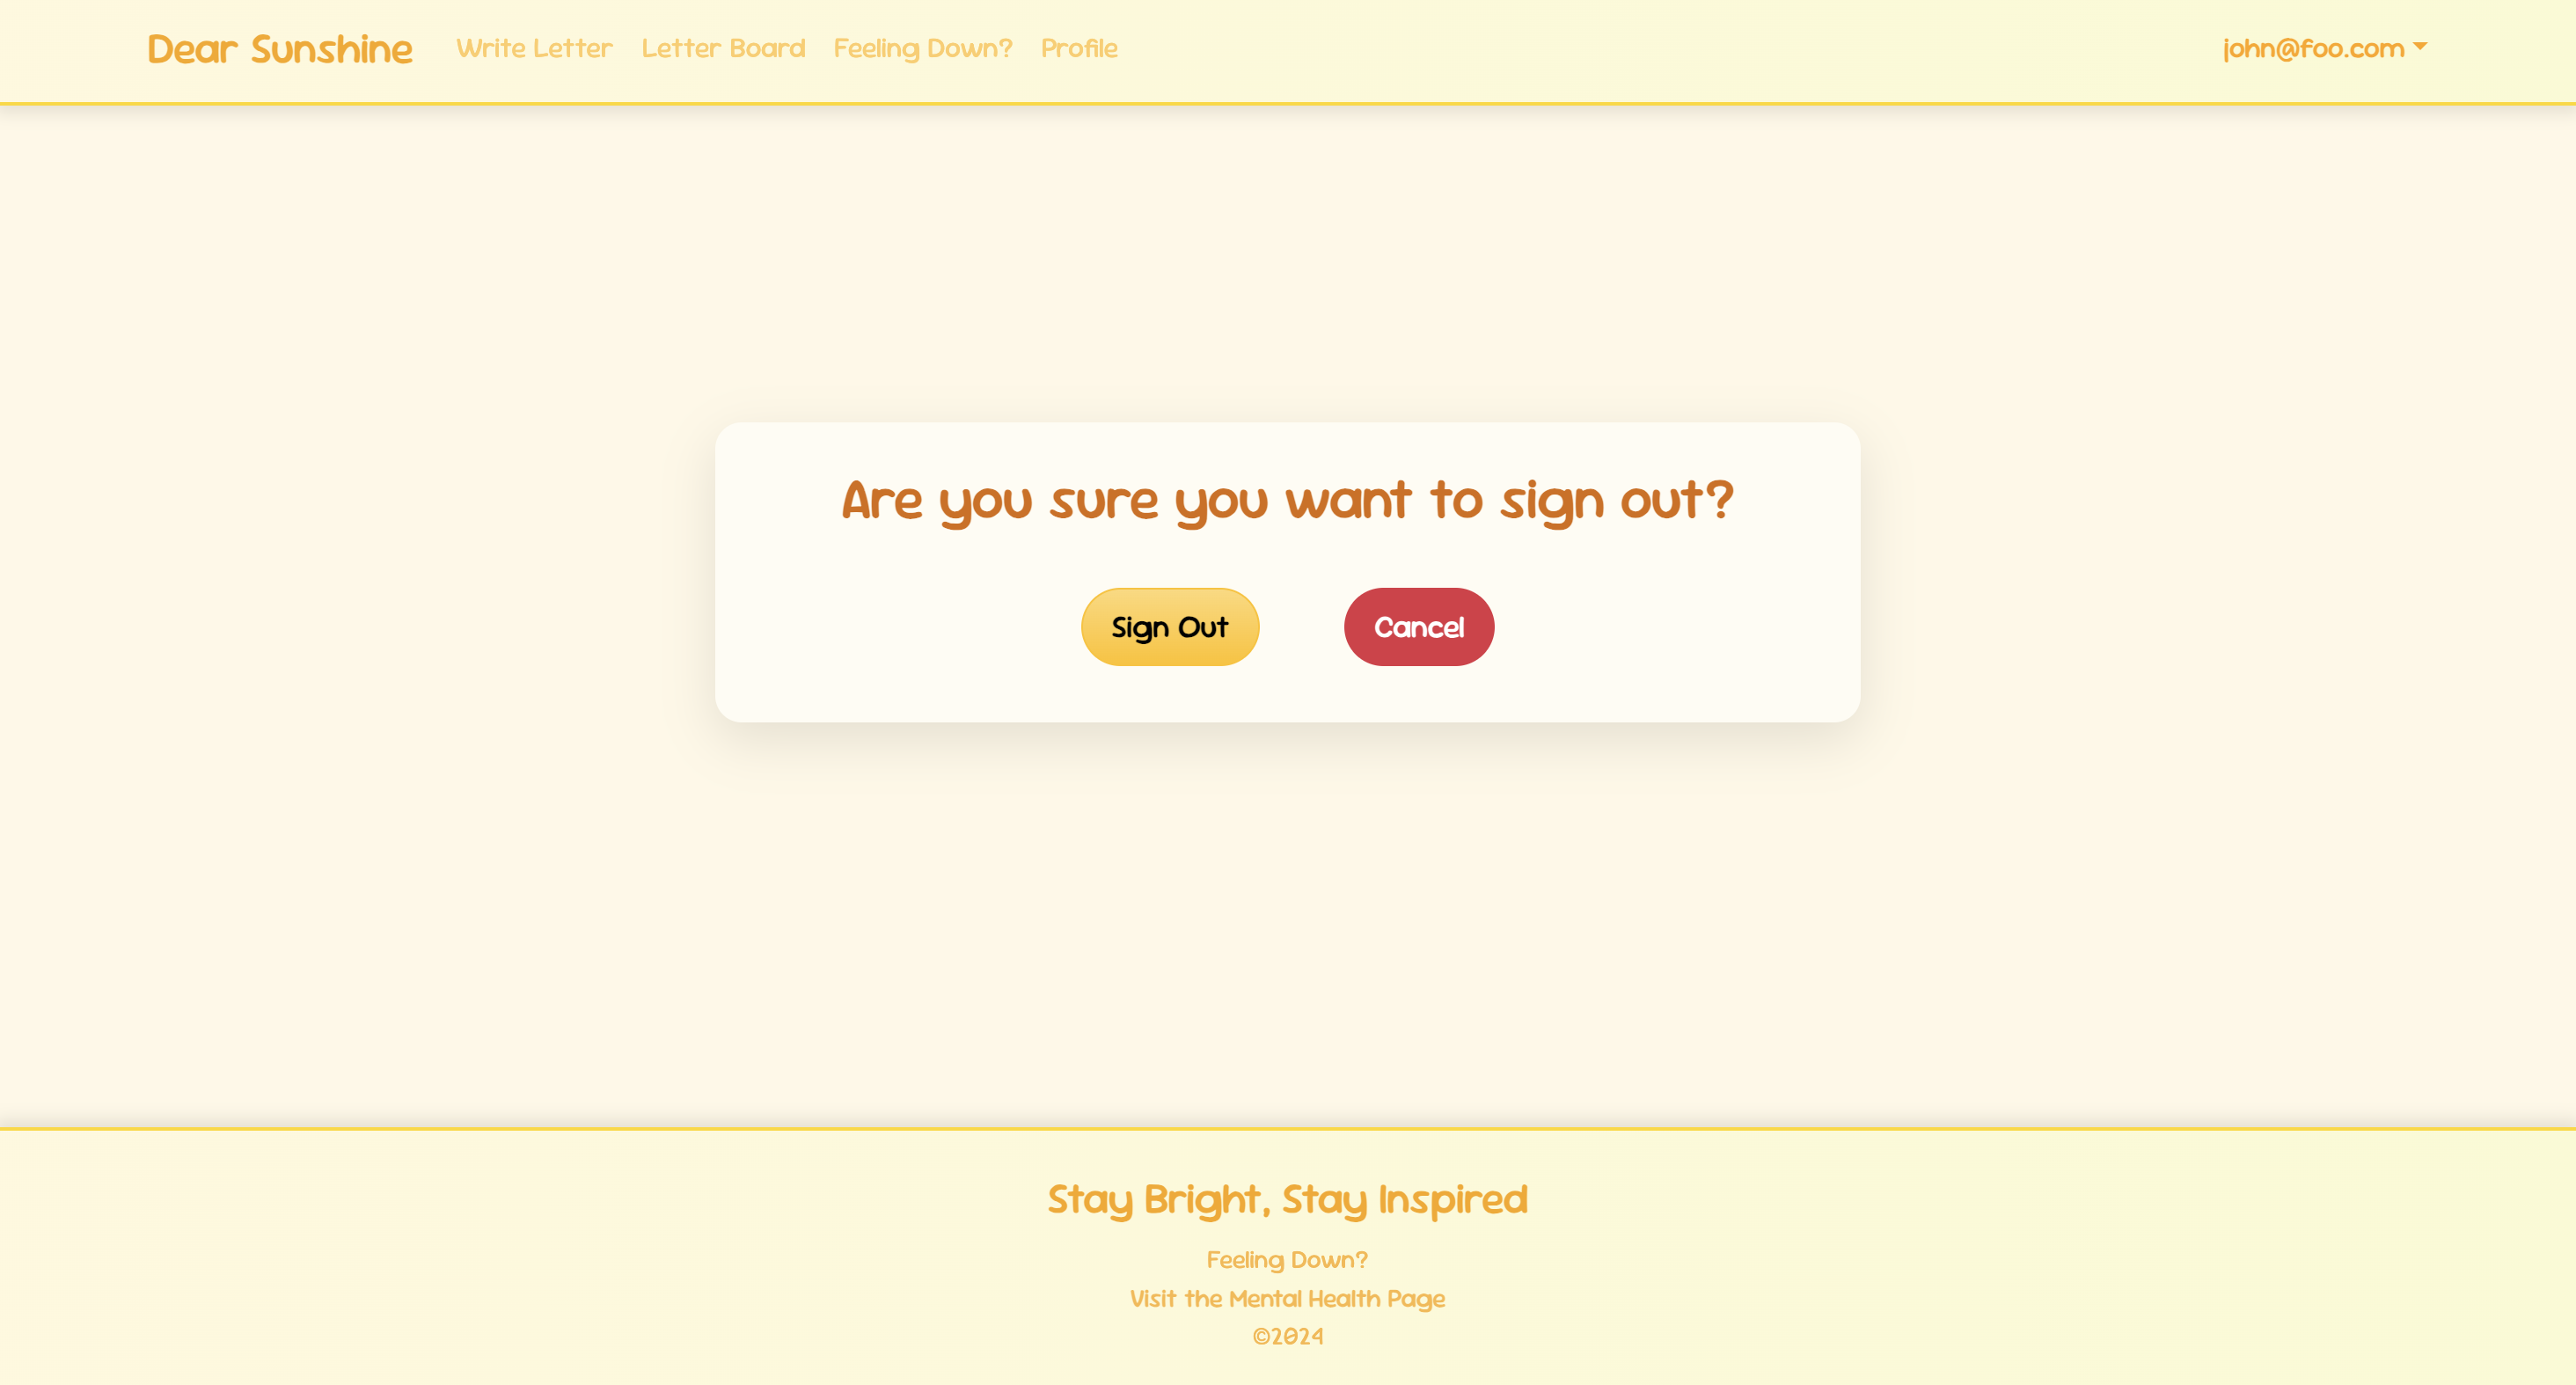 Dear Sunshine Write Letter Letter Board Feeling Down? Profile john@foo.com
Are you sure you want to sign out?
Sign Out Cancel
Stay Bright, Stay Inspired
Feeling Down?
Visit the Mental Health Page
©2024